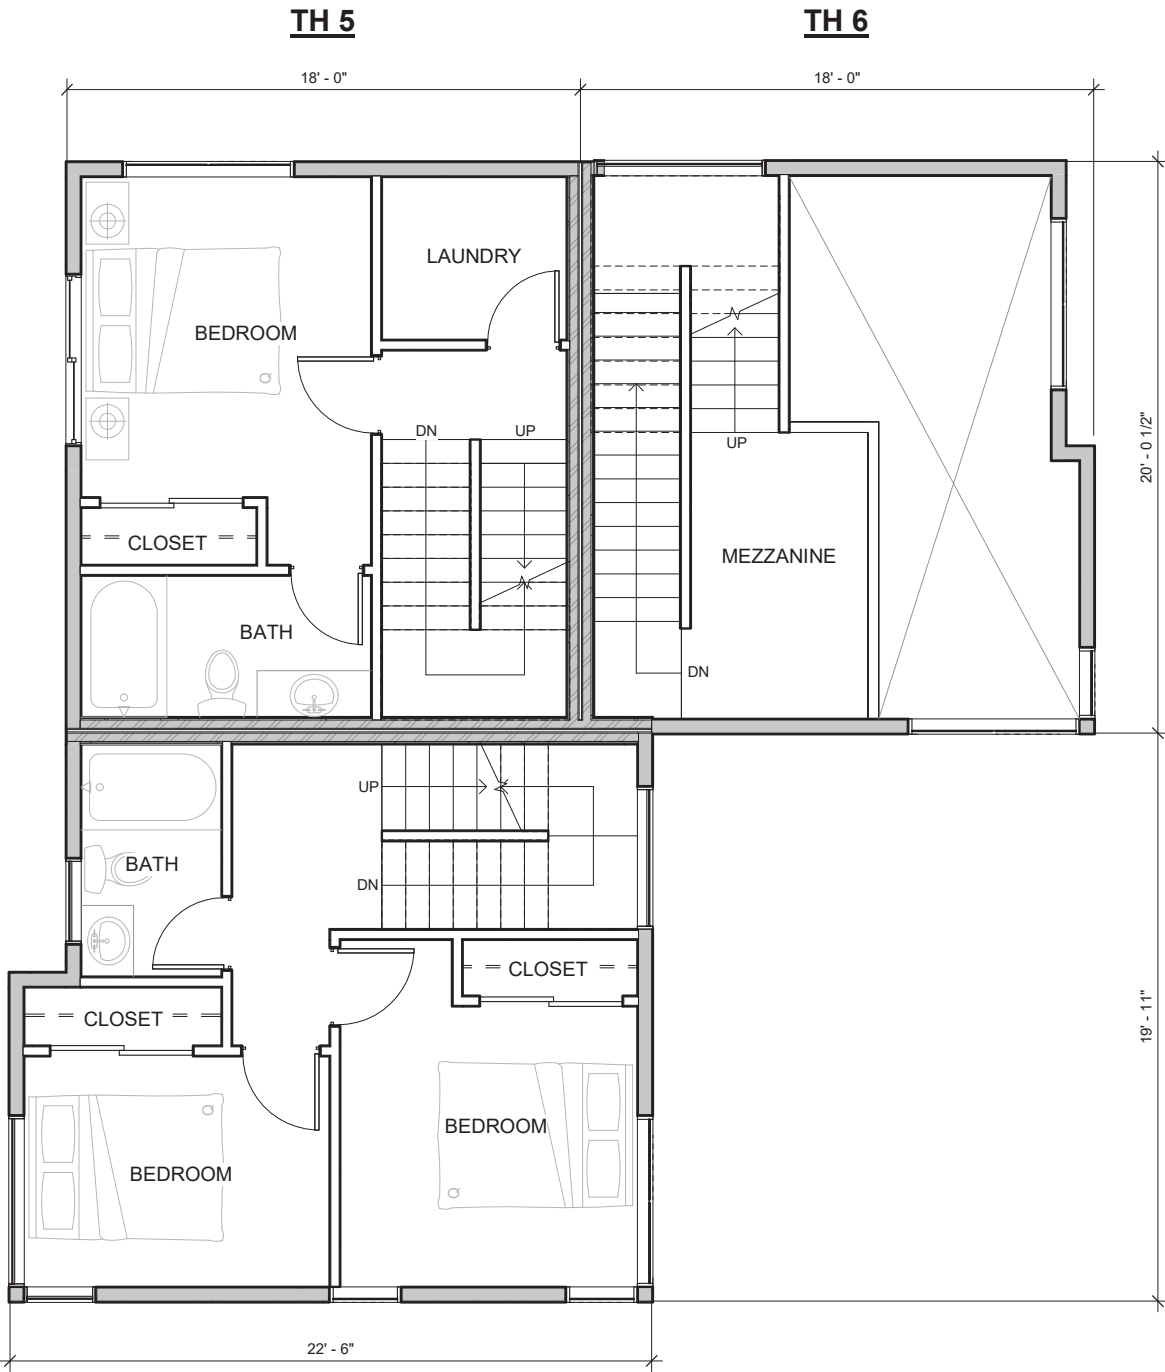 TH 5
TH 6
18' - 0"
18' - 0"
LAUNDRY
BEDROOM
DN
UP
UP
20' - 0 1/2"
CLOSET
MEZZANINE
BATH
DN
UP
BATH
DN
CLOSET
CLOSET
19' - 11"
BEDROOM
BEDROOM
22' - 6"